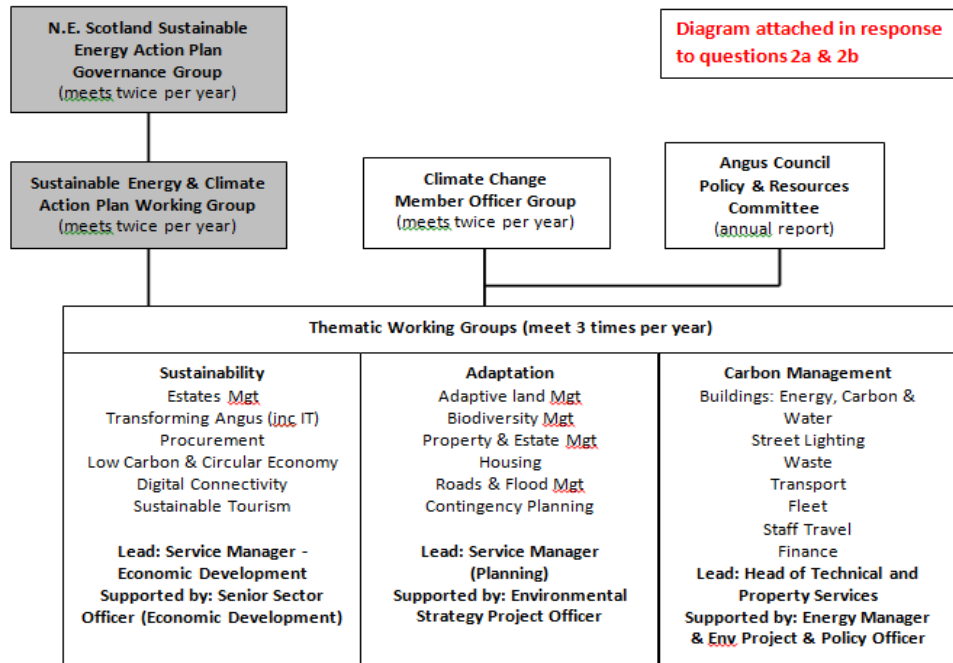 N.E. Scotland Sustainable
Energy Action Plan
Governance Group
(meets twice per year)
Diagram attached in response
to questions 2a & 2b
Sustainable Energy & Climate
Action Plan Working Group
(meets twice per year)
Climate Change
Member Officer Group
(meets twice per year)
Angus Council
Policy & Resources
Committee
(annual report)
Thematic Working Groups (meet 3 times per year)
Sustainability
Estates Mgt
Transforming Angus (inc IT)
Procurement
Low Carbon & Circular Economy
Digital Connectivity
Sustainable Tourism
Lead: Service Manager -
Economic Development
Supported by: Senior Sector
Officer (Economic Development)
Adaptation
Adaptive land Mgt
Biodiversity Mgt
Property & Estate Mgt
Housing
Roads & Flood Mgt
Contingency Planning
Lead: Service Manager
(Planning)
Supported by: Environmental
Strategy Project Officer
Carbon Management
Buildings: Energy, Carbon &
Water
Street Lighting
Waste
Transport
Fleet
Staff Travel
Finance
Lead: Head of Technical and
Property Services
Supported by: Energy Manager
& Env Project & Policy Officer